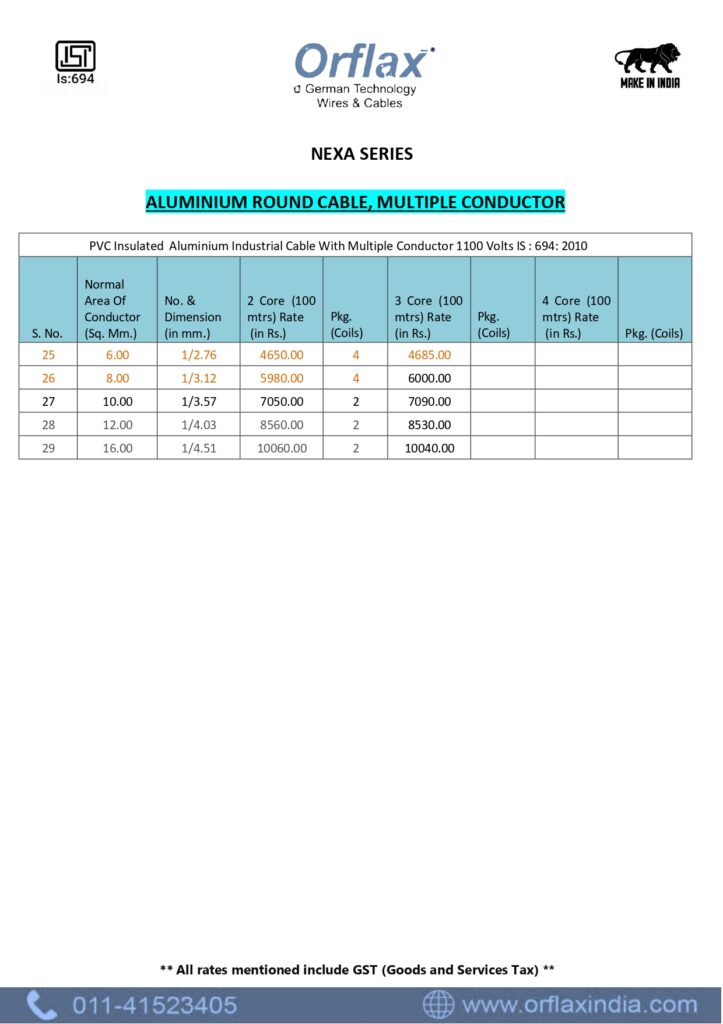 ISI
Is:694
Orflax
German Technology
Wires & Cables
MAKE IN INDIA
NEXA SERIES
ALUMINIUM ROUND CABLE, MULTIPLE CONDUCTOR
PVC Insulated Aluminium Industrial Cable With Multiple Conductor 1100 Volts IS : 694: 2010
S. No. Normal Area Of Conductor (Sq. Mm.) No. & Dimension (in mm.) 2 Core (100 mtrs) Rate (in Rs.) Pkg. (Coils) 3 Core (100 mtrs) Rate (in Rs.) Pkg. (Coils) 4 Core (100 mtrs) Rate (in Rs.) Pkg. (Coils)
25 6.00 1/2.76 4650.00 4 4685.00
26 8.00 1/3.12 5980.00 4 6000.00
27 10.00 1/3.57 7050.00 2 7090.00
28 12.00 1/4.03 8560.00 2 8530.00
29 16.00 1/4.51 10060.00 2 10040.00
** All rates mentioned include GST (Goods and Services Tax) **
011-41523405
www.orflaxindia.com